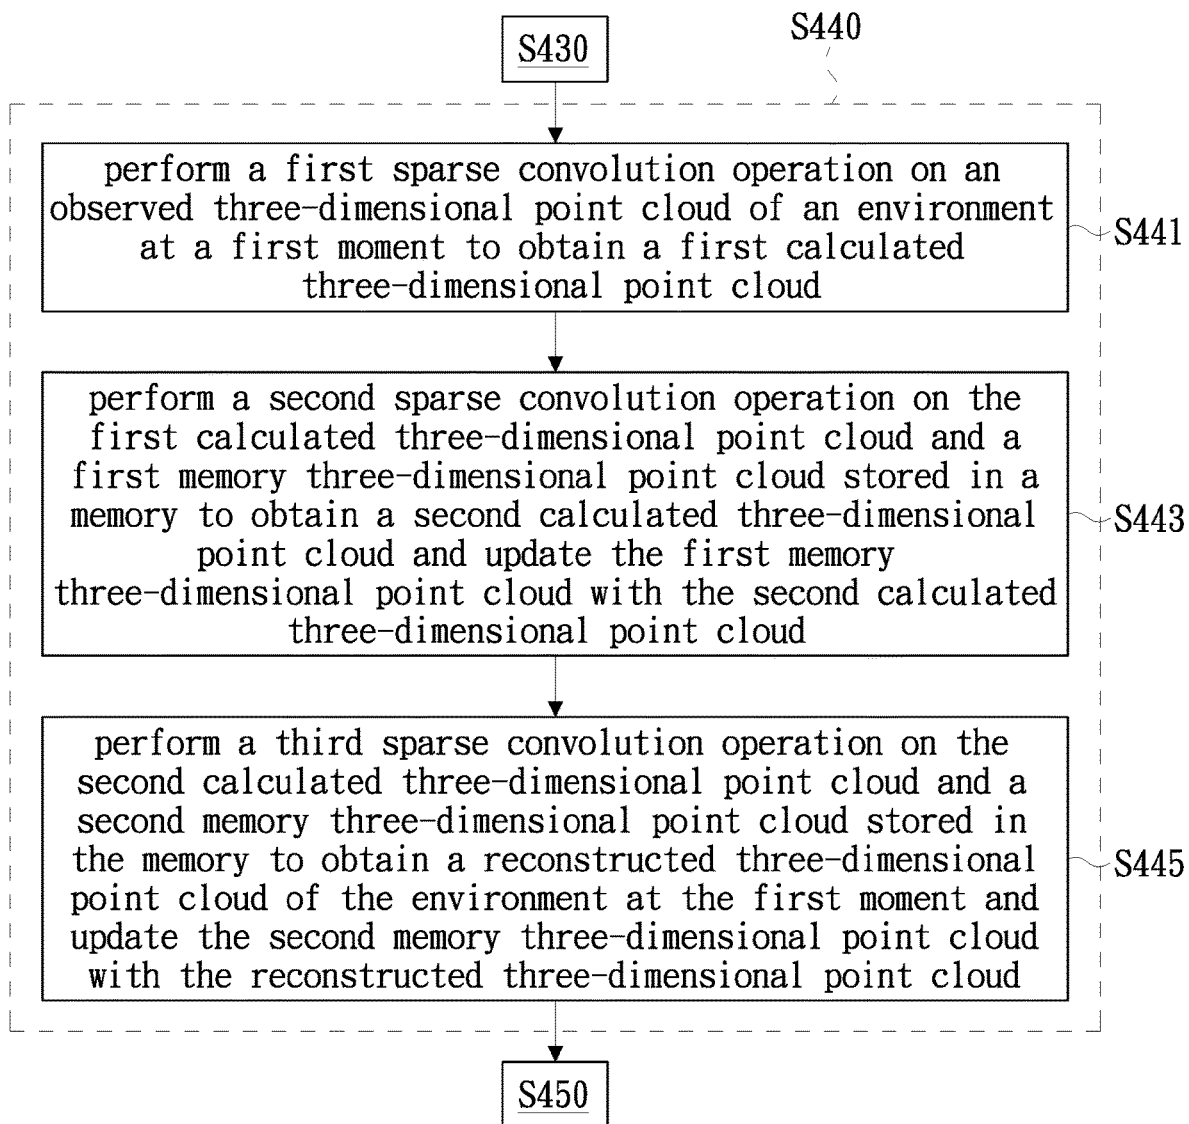 S440
S430
perform a first sparse convolution operation on an
observed three-dimensional point cloud of an environment
at a first moment to obtain a first calculated
three-dimensional point cloud
S441
perform a second sparse convolution operation on the
first calculated three-dimensional point cloud and a
first memory three-dimensional point cloud stored in a
memory to obtain a second calculated three-dimensional
point cloud and update the first memory
three-dimensional point cloud with the second calculated
three-dimensional point cloud
S443
perform a third sparse convolution operation on the
second calculated three-dimensional point cloud and a
second memory three-dimensional point cloud stored in
the memory to obtain a reconstructed three-dimensional
point cloud of the environment at the first moment and
update the second memory three-dimensional point cloud
with the reconstructed three-dimensional point cloud
S445
S450